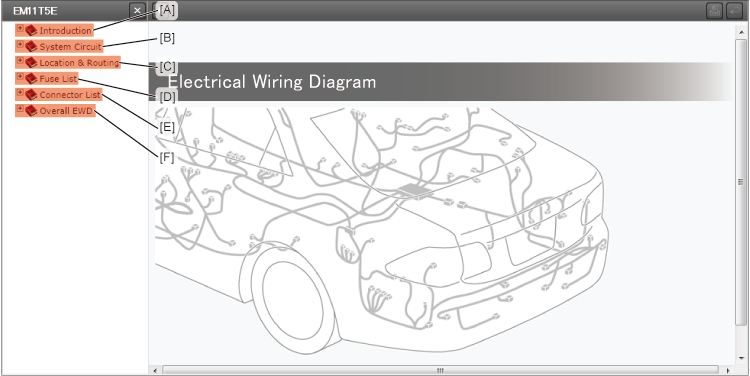 EM11T5E
[A]
Introduction
[B]
System Circuit
[C]
Location & Routing
Electrical Wiring Diagram
Fuse List
[D]
Connector List
[E]
Overall EWD
[F]